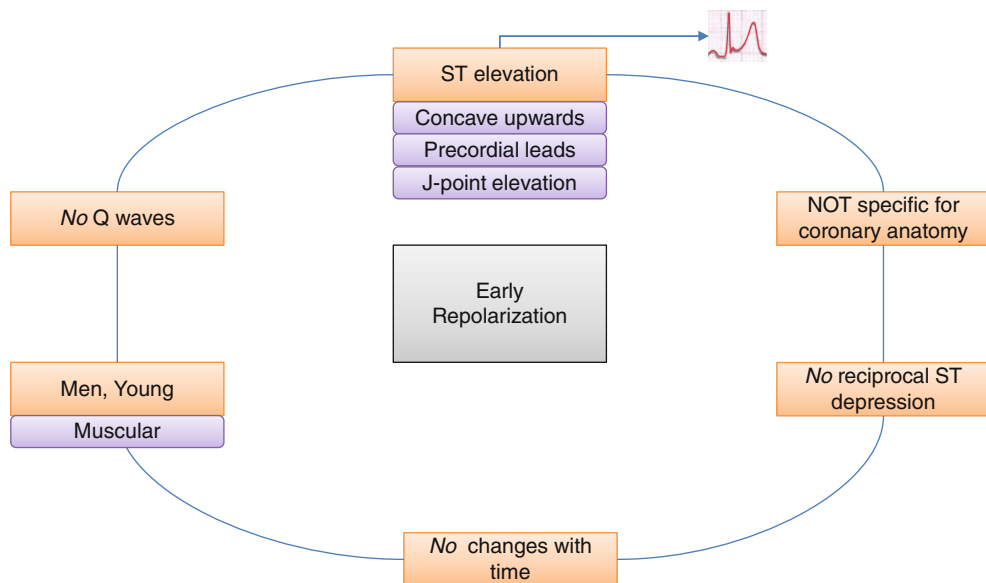 ST elevation
Concave upwards
Precordial leads
J-point elevation
No Q waves
NOT specific for
coronary anatomy
Early
Repolarization
Men, Young
Muscular
No reciprocal ST
depression
No changes with
time